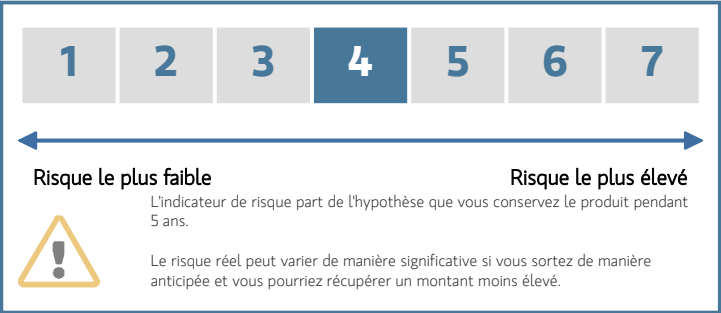 1 2 3 4 5 6 7
Risque le plus faible Risque le plus élevé
L'indicateur de risque part de l'hypothèse que vous conservez le produit pendant
5 ans.
Le risque réel peut varier de manière significative si vous sortez de manière
anticipée et vous pourriez récupérer un montant moins élevé.